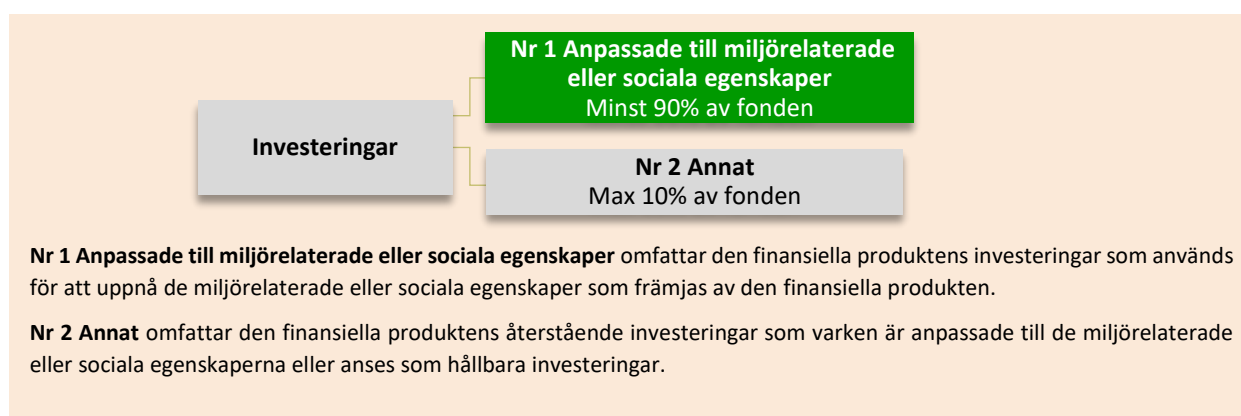 Nr 1 Anpassade till miljörelaterade
eller sociala egenskaper
Minst 90% av fonden
Investeringar
Nr 2 Annat
Max 10% av fonden
Nr 1 Anpassade till miljörelaterade eller sociala egenskaper omfattar den finansiella produktens investeringar som används
för att uppnå de miljörelaterade eller sociala egenskaper som främjas av den finansiella produkten.
Nr 2 Annat omfattar den finansiella produktens återstående investeringar som varken är anpassade till de miljörelaterade
eller sociala egenskaperna eller anses som hållbara investeringar.